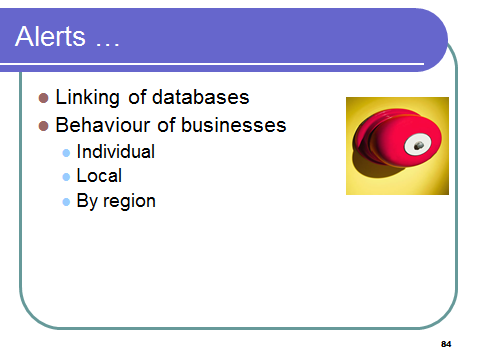 Alerts …
Linking of databases
Behaviour of businesses
Individual
Local
By region
84